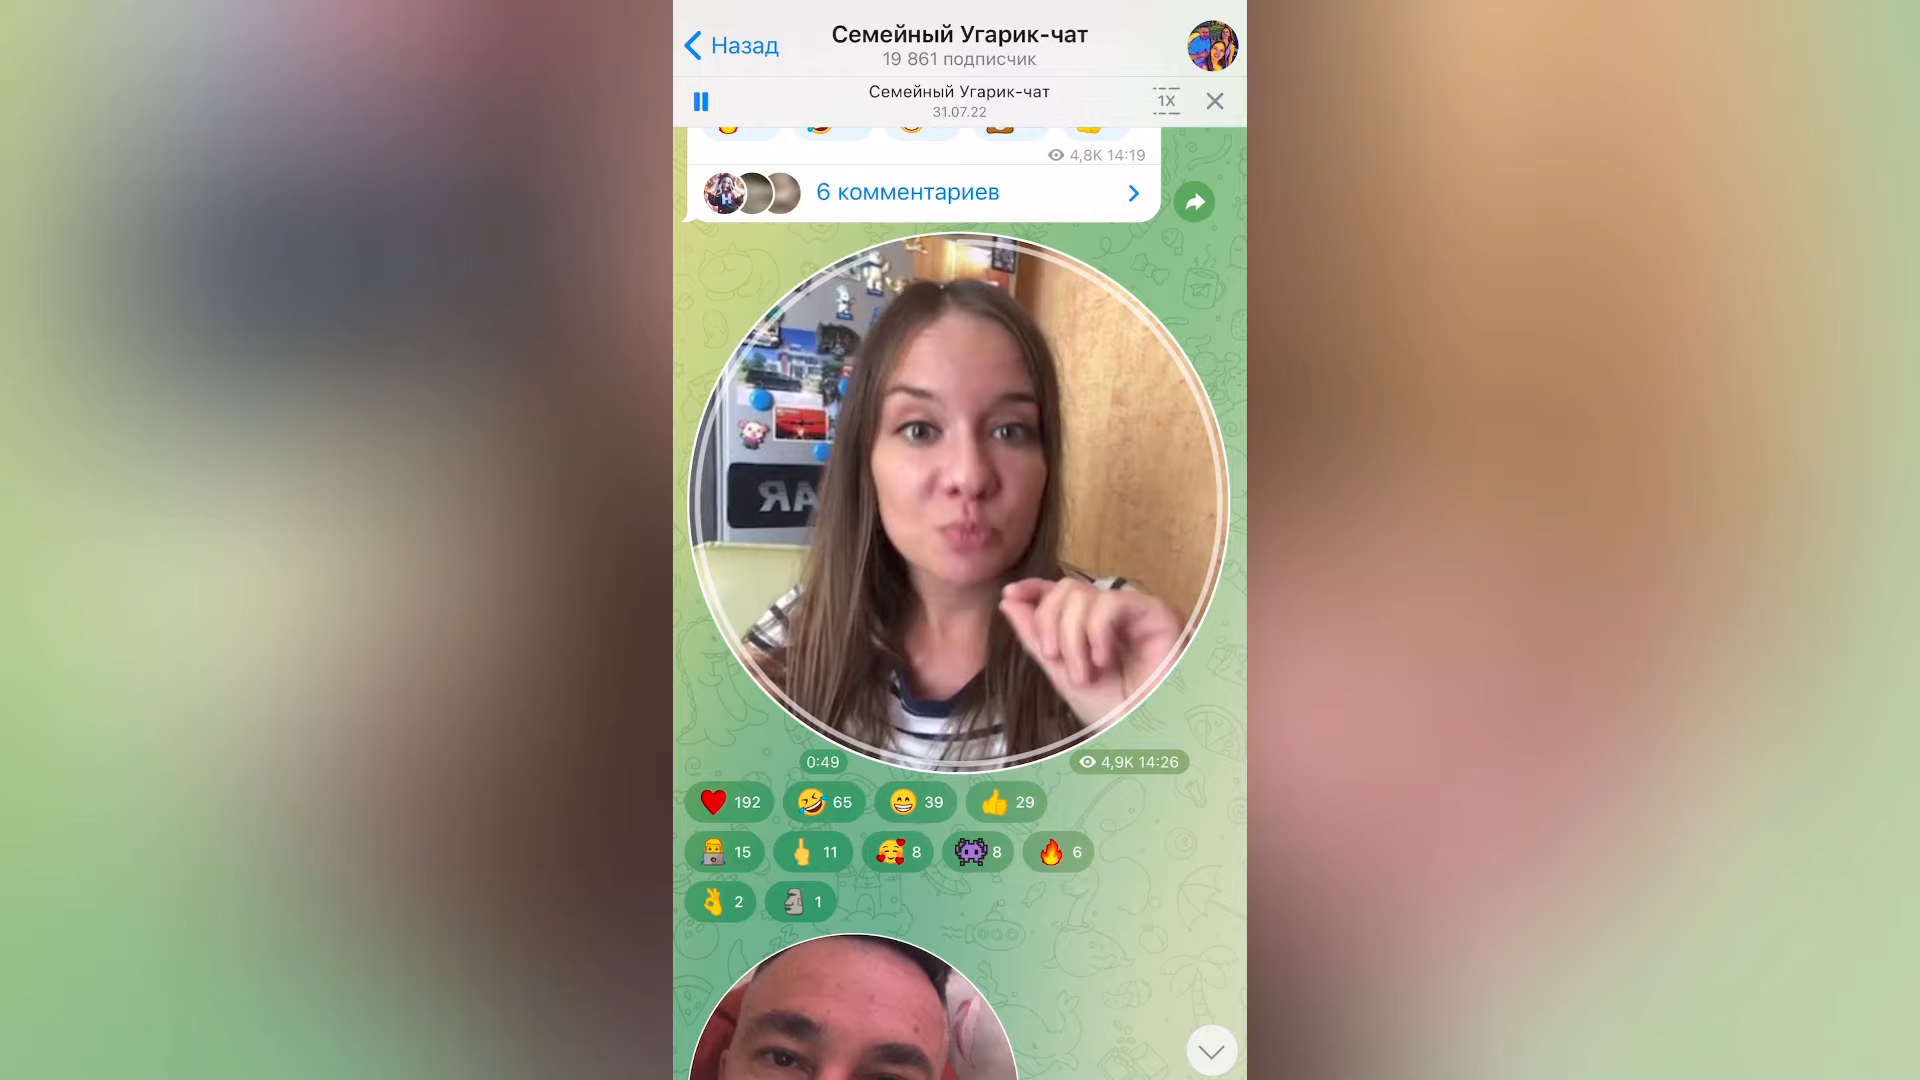 Назад
Семейный Угарик-чат
19 861 подписчик
Семейный Угарик-чат
31.07.22
1X
4,8K 14:19
6 комментариев
ЯАЯ
0:49
4,9K 14:26
192 65 39 29
15 11 8 8 6
2 1